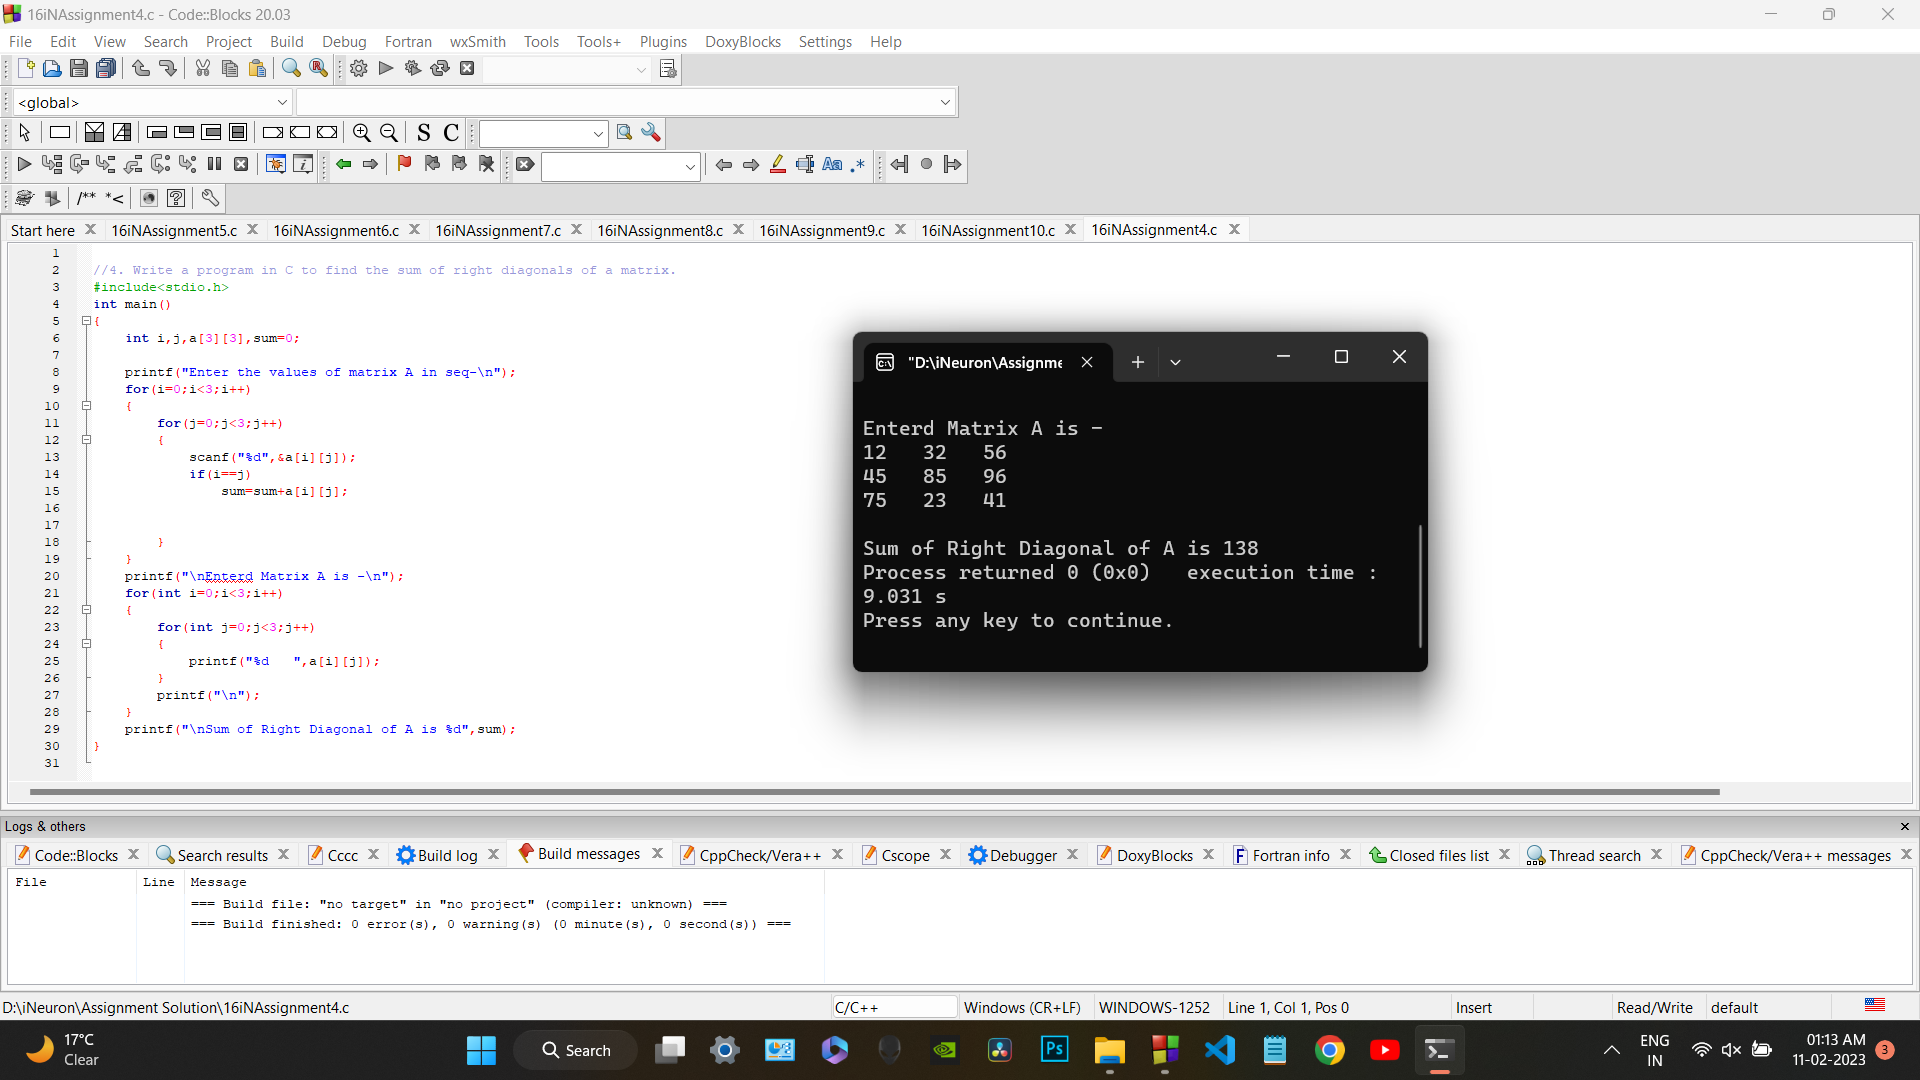 16iNAssignment4.c - Code::Blocks 20.03
File Edit View Search Project Build Debug Fortran wxSmith Tools Tools+ Plugins DoxyBlocks Settings Help
<global>
S C
Aa .*
/** *<
Start here 16iNAssignment5.c 16iNAssignment6.c 16iNAssignment7.c 16iNAssignment8.c 16iNAssignment9.c 16iNAssignment10.c 16iNAssignment4.c
1
2 //4. Write a program in C to find the sum of right diagonals of a matrix.
3 #include<stdio.h>
4 int main()
5 {
6 int i,j,a[3][3],sum=0;
7
8 printf("Enter the values of matrix A in seq-\n");
9 for(i=0;i<3;i++)
10 {
11 for(j=0;j<3;j++)
12 {
13 scanf("%d",&a[i][j]);
14 if(i==j)
15 sum=sum+a[i][j];
16
17
18 }
19 }
20 printf("\nEnterd Matrix A is -\n");
21 for(int i=0;i<3;i++)
22 {
23 for(int j=0;j<3;j++)
24 {
25 printf("%d   ",a[i][j]);
26 }
27 printf("\n");
28 }
29 printf("\nSum of Right Diagonal of A is %d",sum);
30 }
31
"D:\iNeuron\Assignme
Enterd Matrix A is -
12 32 56
45 85 96
75 23 41
Sum of Right Diagonal of A is 138
Process returned 0 (0x0)   execution time :
9.031 s
Press any key to continue.
Logs & others
Code::Blocks Search results Cccc Build log Build messages CppCheck/Vera++ Cscope Debugger DoxyBlocks Fortran info Closed files list Thread search CppCheck/Vera++ messages
File Line Message
=== Build file: "no target" in "no project" (compiler: unknown) ===
=== Build finished: 0 error(s), 0 warning(s) (0 minute(s), 0 second(s)) ===
D:\iNeuron\Assignment Solution\16iNAssignment4.c C/C++ Windows (CR+LF) WINDOWS-1252 Line 1, Col 1, Pos 0 Insert Read/Write default
17°C
Clear
Search
Ps
ENG
IN
01:13 AM
11-02-2023
3